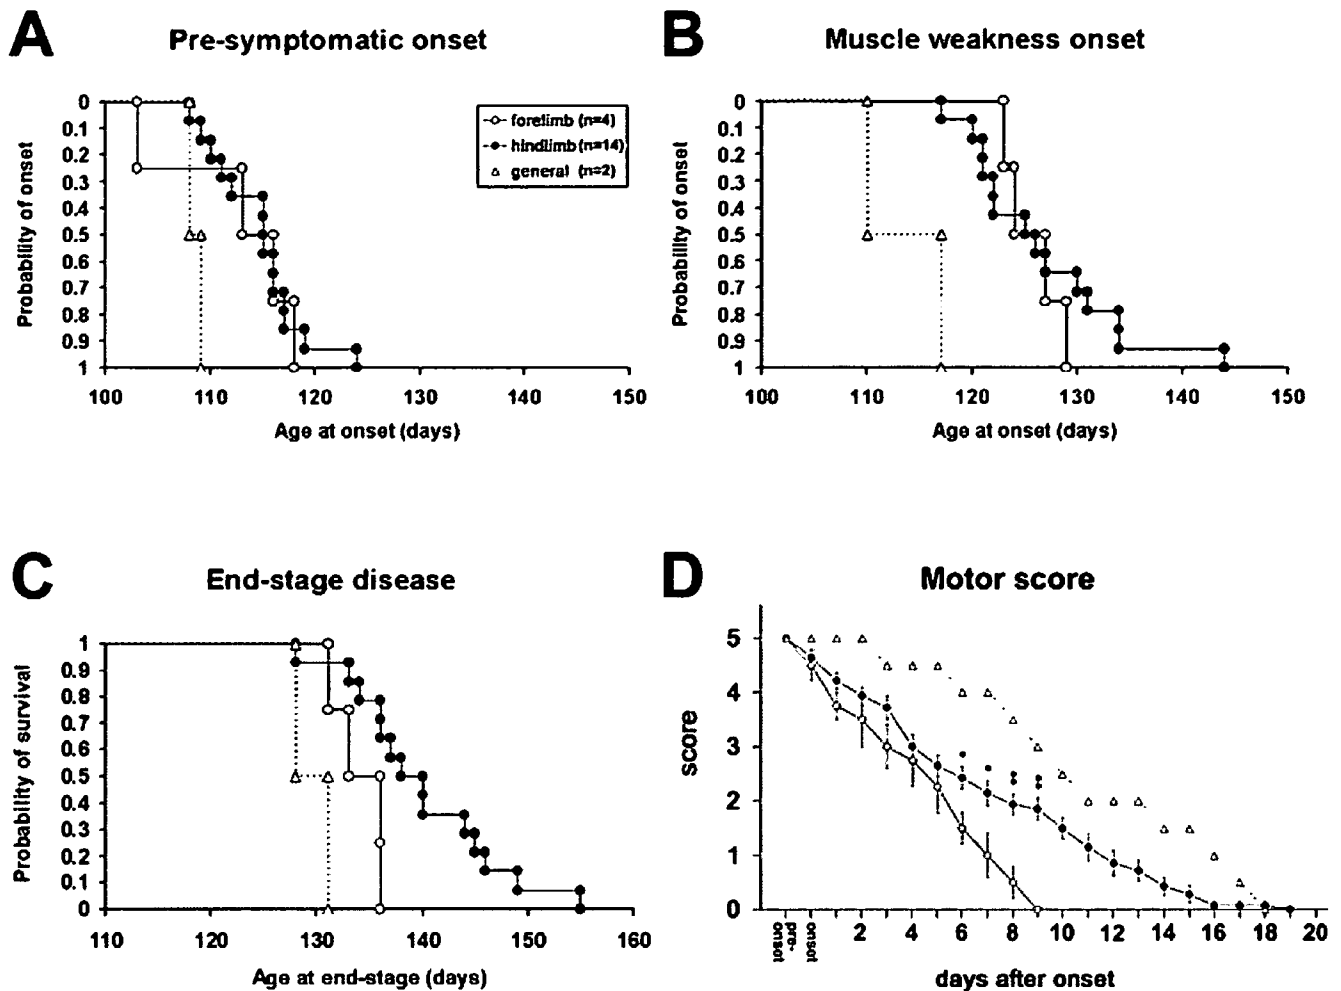 A
Pre-symptomatic onset
Probability of onset
0
0.1
0.2
0.3
0.4
0.5
0.6
0.7
0.8
0.9
1
100 110 120 130 140 150
Age at onset (days)
forelimb (n=4)
hindlimb (n=14)
general (n=2)
B
Muscle weakness onset
Probability of onset
0
0.1
0.2
0.3
0.4
0.5
0.6
0.7
0.8
0.9
1
100 110 120 130 140 150
Age at onset (days)
C
End-stage disease
Probability of survival
1
0.9
0.8
0.7
0.6
0.5
0.4
0.3
0.2
0.1
0
110 120 130 140 150 160
Age at end-stage (days)
D
Motor score
score
5
4
3
2
1
0
pre-
onset
onset
2 4 6 8 10 12 14 16 18 20
days after onset